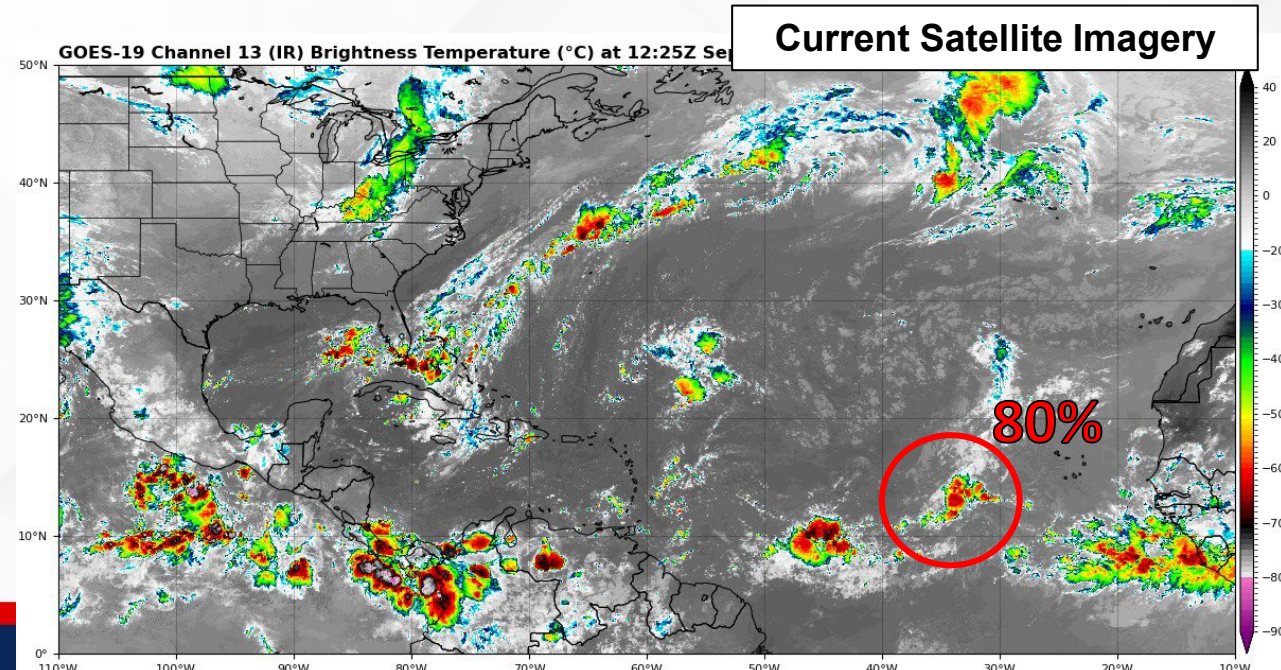 Current Satellite Imagery
GOES-19 Channel 13 (IR) Brightness Temperature (°C) at 12:25Z
50°N
40°N
30°N
20°N
10°N
0°
110°W 100°W 90°W 80°W 70°W 60°W 50°W 40°W 30°W 20°W 10°W
80%
40
20
0
−20
−30
−40
−50
−60
−70
−80
−90